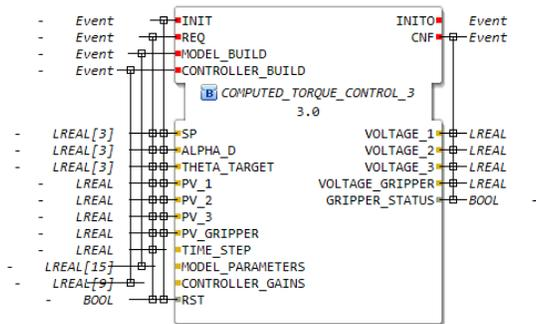 - Event INIT INITO Event
- Event REQ CNF Event
- Event MODEL_BUILD
- Event CONTROLLER_BUILD
B COMPUTED_TORQUE_CONTROL_3
3.0
- LREAL[3] SP VOLTAGE_1 LREAL
- LREAL[3] ALPHA_D VOLTAGE_2 LREAL
- LREAL[3] THETA_TARGET VOLTAGE_3 LREAL
- LREAL PV_1 VOLTAGE_GRIPPER LREAL
- LREAL PV_2 GRIPPER_STATUS BOOL -
- LREAL PV_3
- LREAL PV_GRIPPER
- LREAL TIME_STEP
- LREAL[15] MODEL_PARAMETERS
- LREAL[9] CONTROLLER_GAINS
- BOOL RST